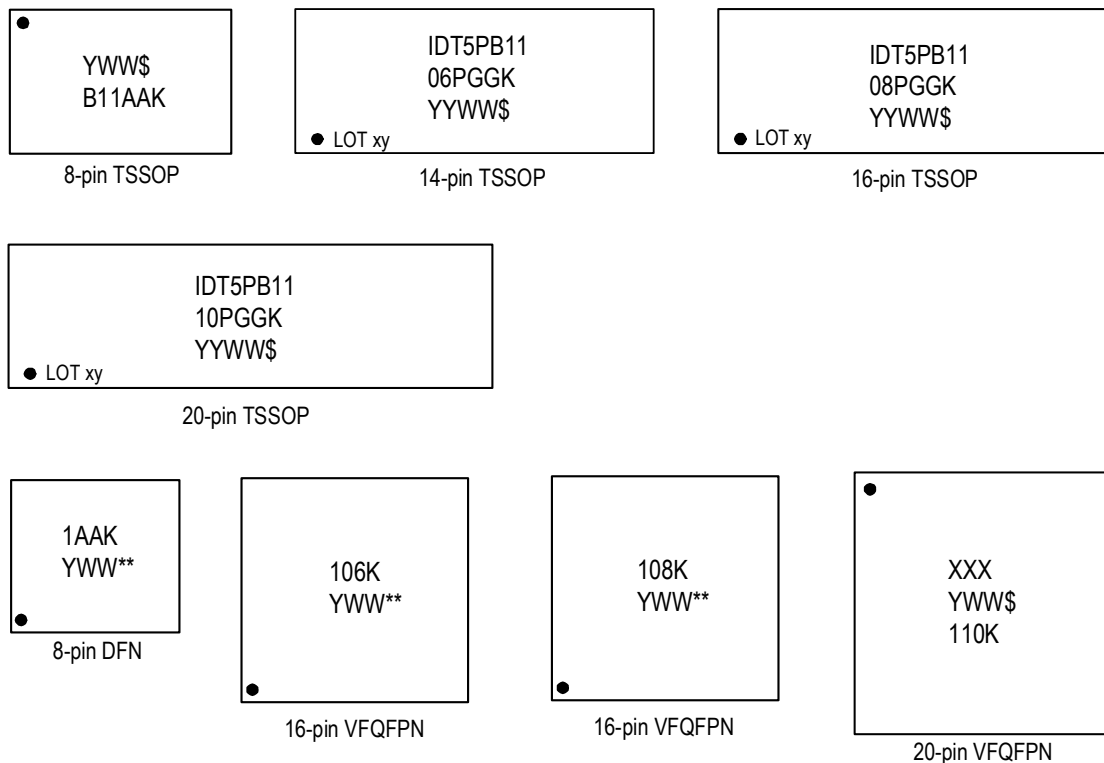 YWW$
B11AAK
8-pin TSSOP
IDT5PB11
06PGGK
YYWW$
LOT xy
14-pin TSSOP
IDT5PB11
08PGGK
YYWW$
LOT xy
16-pin TSSOP
IDT5PB11
10PGGK
YYWW$
LOT xy
20-pin TSSOP
1AAK
YWW**
8-pin DFN
106K
YWW**
16-pin VFQFPN
108K
YWW**
16-pin VFQFPN
XXX
YWW$
110K
20-pin VFQFPN